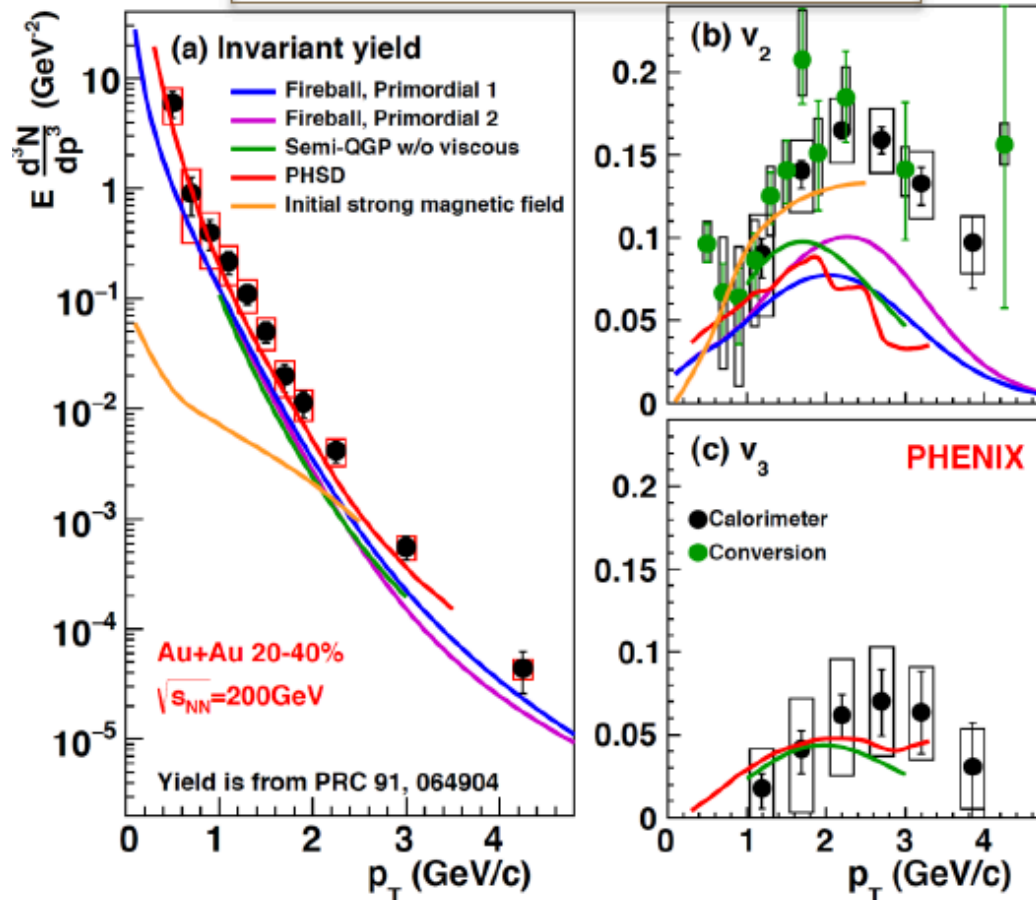 (a) Invariant yield
Fireball, Primordial 1
Fireball, Primordial 2
Semi-QGP w/o viscous
PHSD
Initial strong magnetic field
E d³N/dp³ (GeV⁻²)
10
1
10⁻¹
10⁻²
10⁻³
10⁻⁴
10⁻⁵
Au+Au 20-40%
√s_NN=200GeV
Yield is from PRC 91, 064904
0 1 2 3 4
p_T (GeV/c)
(b) v₂
0.2
0.15
0.1
0.05
0
(c) v₃
PHENIX
Calorimeter
Conversion
0.2
0.15
0.1
0.05
0
0 1 2 3 4
p_T (GeV/c)